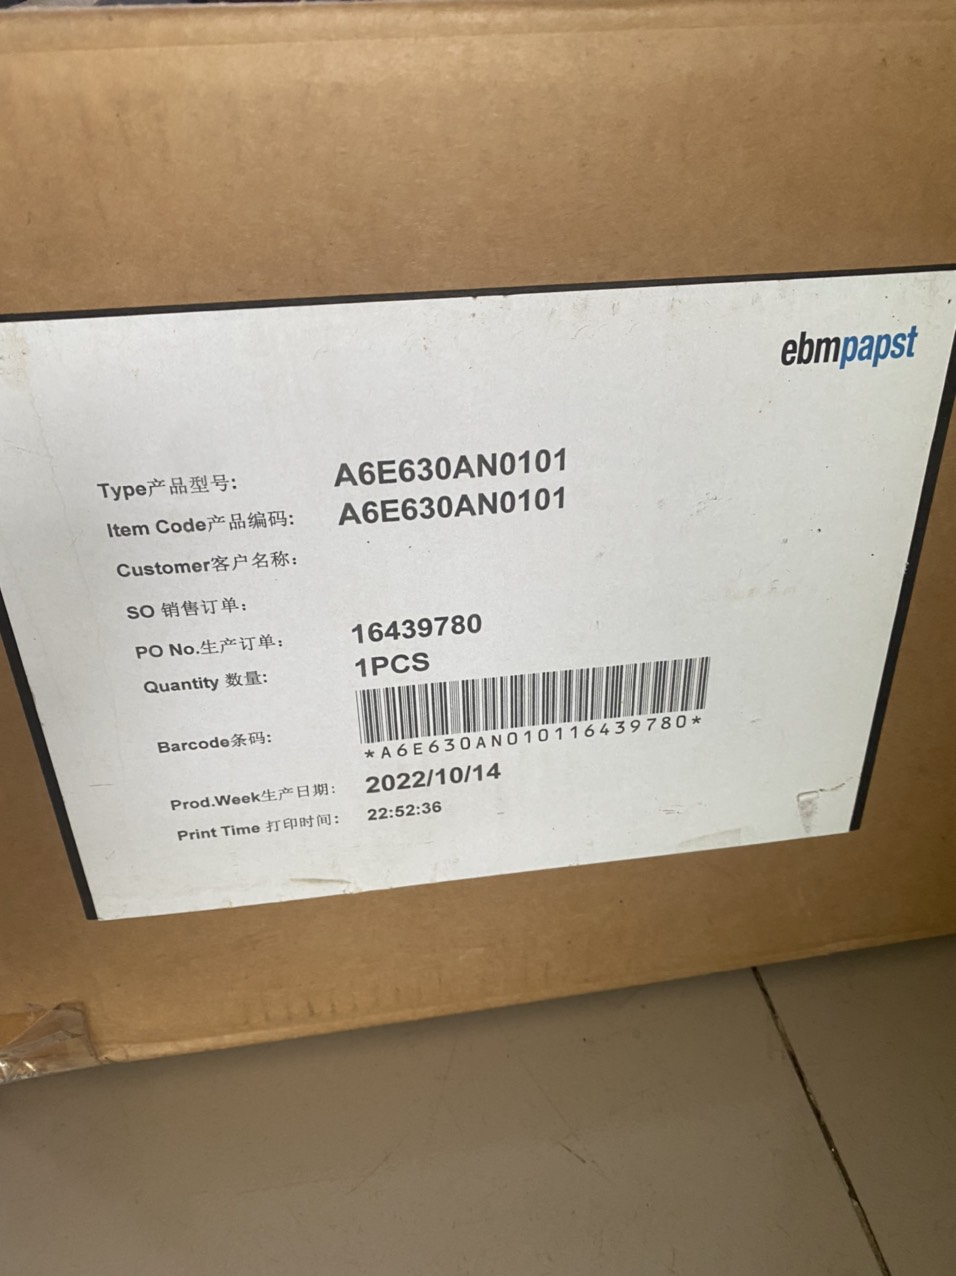 ebmpapst
Type产品型号: A6E630AN0101
Item Code产品编码: A6E630AN0101
Customer客户名称:
SO 销售订单:
PO No.生产订单: 16439780
Quantity 数量: 1PCS
Barcode条码:
*A6E630AN010116439780*
Prod.Week生产日期: 2022/10/14
Print Time 打印时间: 22:52:36